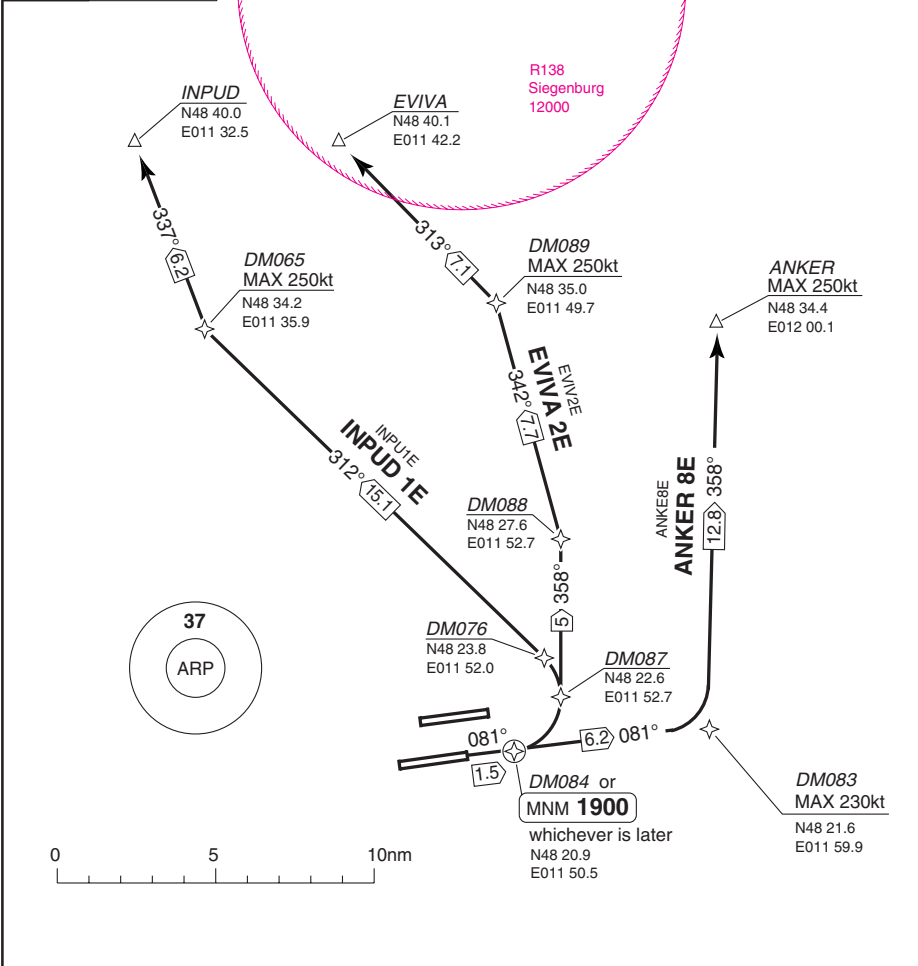 R138
Siegenburg
12000
INPUD
N48 40.0
E011 32.5
EVIVA
N48 40.1
E011 42.2
337°
6.2
313°
7.1
DM065
MAX 250kt
N48 34.2
E011 35.9
DM089
MAX 250kt
N48 35.0
E011 49.7
ANKER
MAX 250kt
N48 34.4
E012 00.1
EVIV2E
EVIVA 2E
342°
7.7
INPU1E
INPUD 1E
312°
15.1
ANKE8E
ANKER 8E
12.8
358°
DM088
N48 27.6
E011 52.7
5
358°
37
ARP
DM076
N48 23.8
E011 52.0
DM087
N48 22.6
E011 52.7
081°
1.5
6.2
081°
DM084 or
MNM 1900
whichever is later
N48 20.9
E011 50.5
DM083
MAX 230kt
N48 21.6
E011 59.9
0 5 10nm